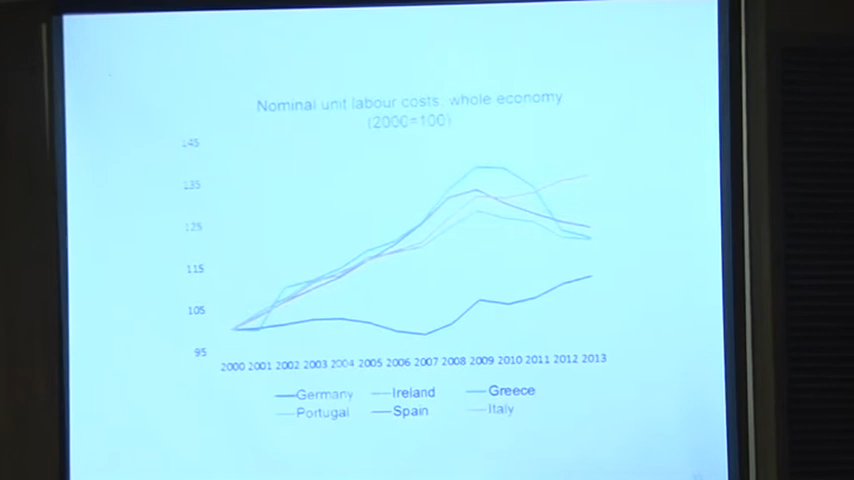 Nominal unit labour costs, whole economy
(2000=100)
145
135
125
115
105
95
2000 2001 2002 2003 2004 2005 2006 2007 2008 2009 2010 2011 2012 2013
Germany Ireland Greece
Portugal Spain Italy